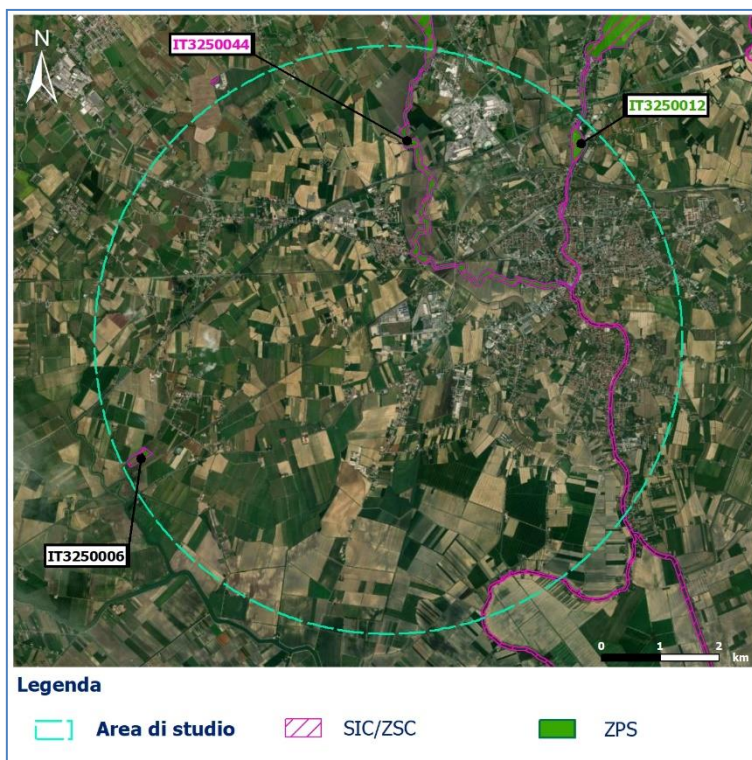 N
IT3250044
IT3250012
IT3250006
0 1 2
km
Legenda
Area di studio SIC/ZSC ZPS